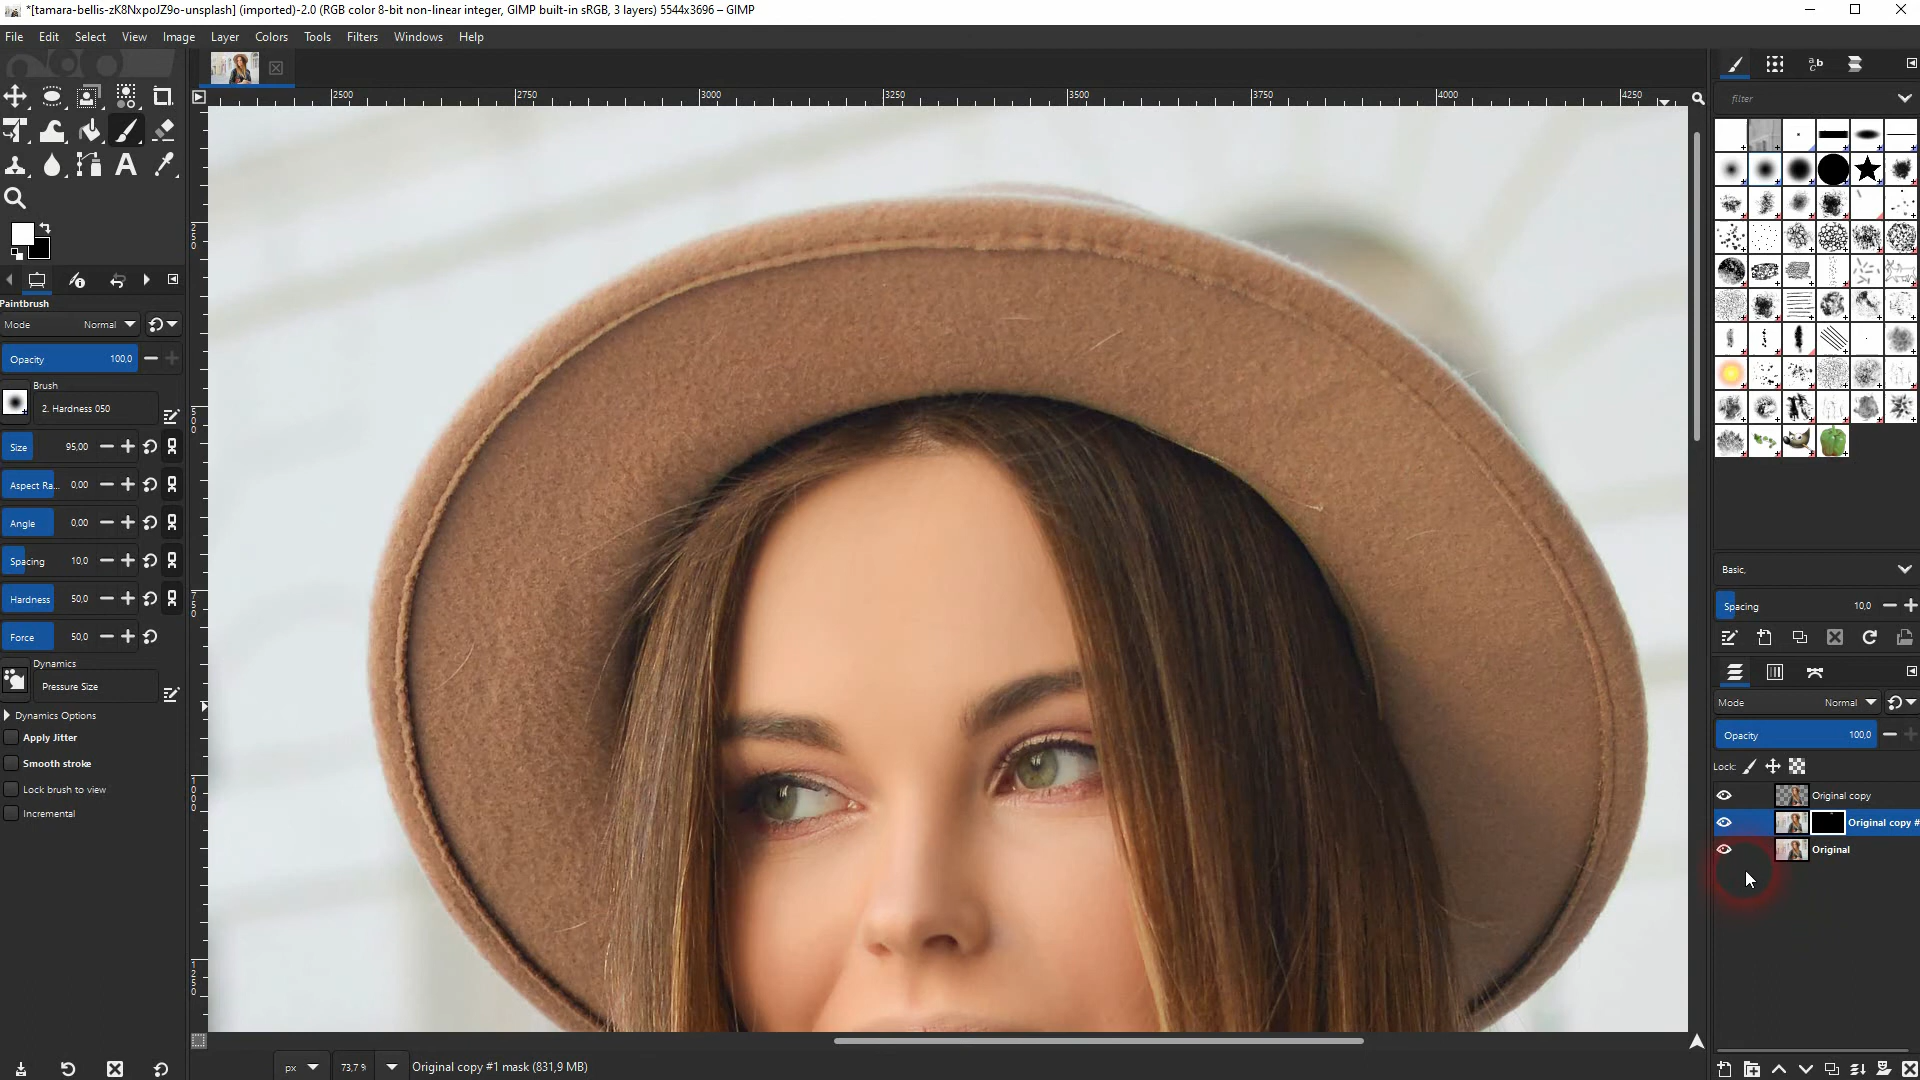 *[tamara-bellis-zK8NxpoJZ9o-unsplash] (imported)-2.0 (RGB color 8-bit non-linear integer, GIMP built-in sRGB, 3 layers) 5544x3696 – GIMP
File Edit Select View Image Layer Colors Tools Filters Windows Help
2500 2750 3000 3250 3500 3750 4000 4250
filter
250
500
750
1000
1250
Paintbrush
Mode Normal
Opacity 100,0
Brush
2. Hardness 050
Size 95,00
Aspect Ra... 0,00
Angle 0,00
Spacing 10,0
Hardness 50,0
Force 50,0
Dynamics
Pressure Size
Dynamics Options
Apply Jitter
Smooth stroke
Lock brush to view
Incremental
Basic,
Spacing 10,0
Mode Normal
Opacity 100,0
Lock:
Original copy
Original copy #
Original
px 73,7 % Original copy #1 mask (831,9 MB)